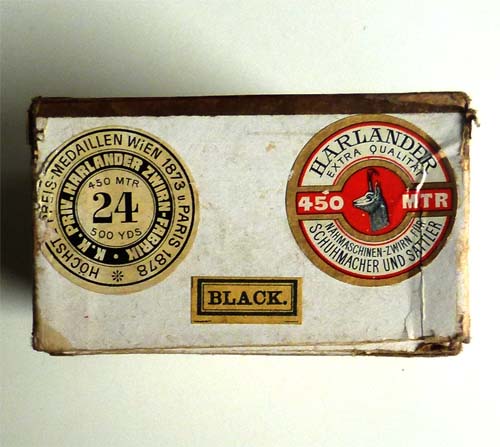 HÖCHSTE PREIS-MEDAILLEN WIEN 1873 u. PARIS 1878
K. K. PRIV. HARLANDER ZWIRN-FABRIK
450 MTR
24
500 YDS
HARLANDER
EXTRA QUALITÄT
450 MTR
NÄHMASCHINEN-ZWIRN FÜR
SCHUHMACHER UND SATTLER
BLACK.